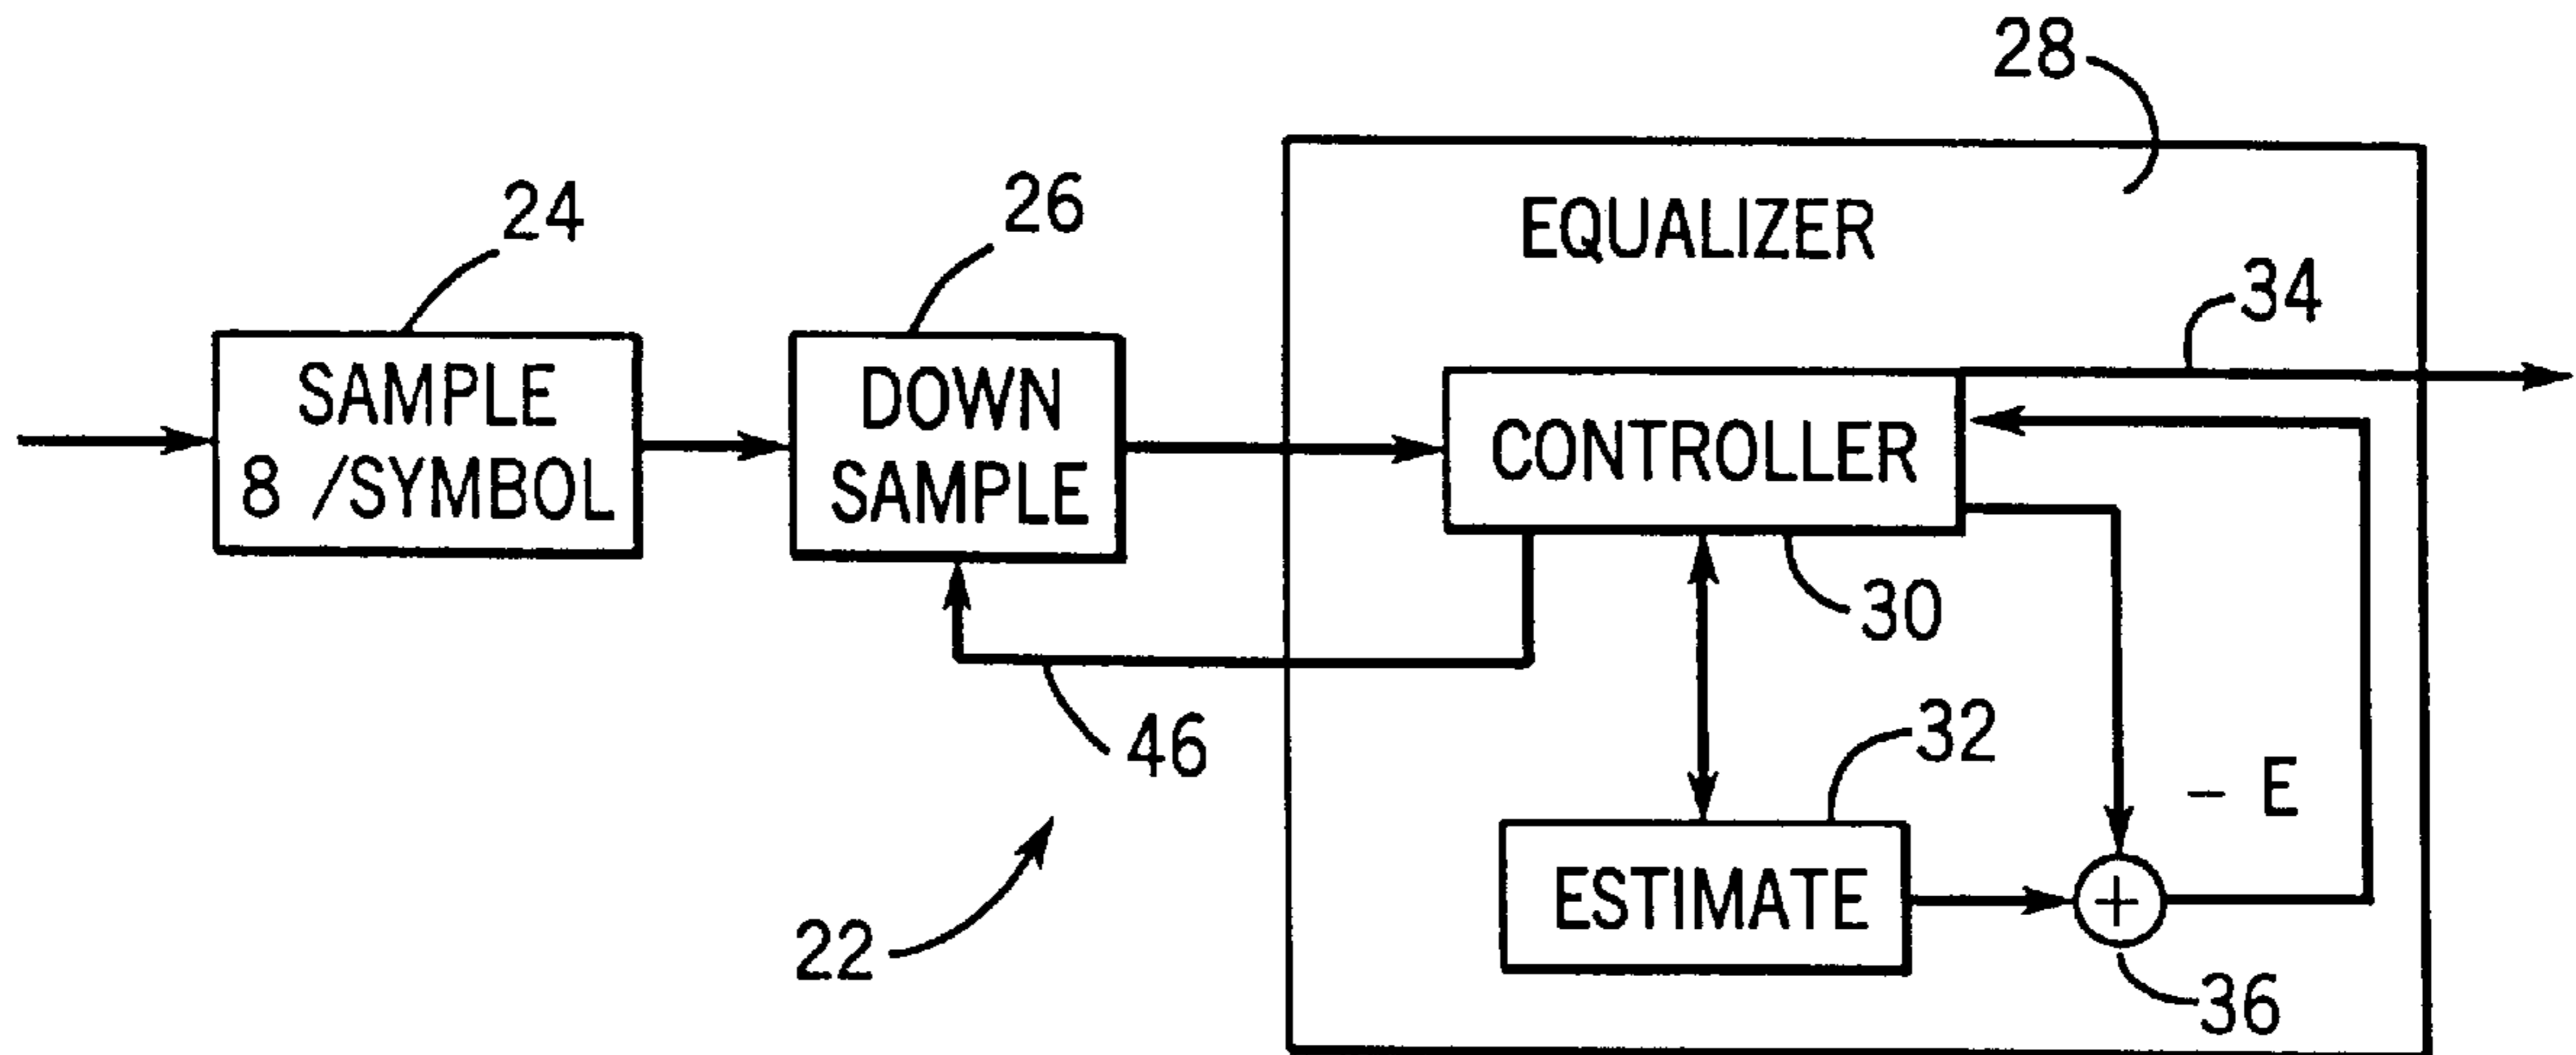 28
24
26
EQUALIZER
34
SAMPLE
8 /SYMBOL
DOWN
SAMPLE
CONTROLLER
30
46
32
- E
ESTIMATE
+
22
36